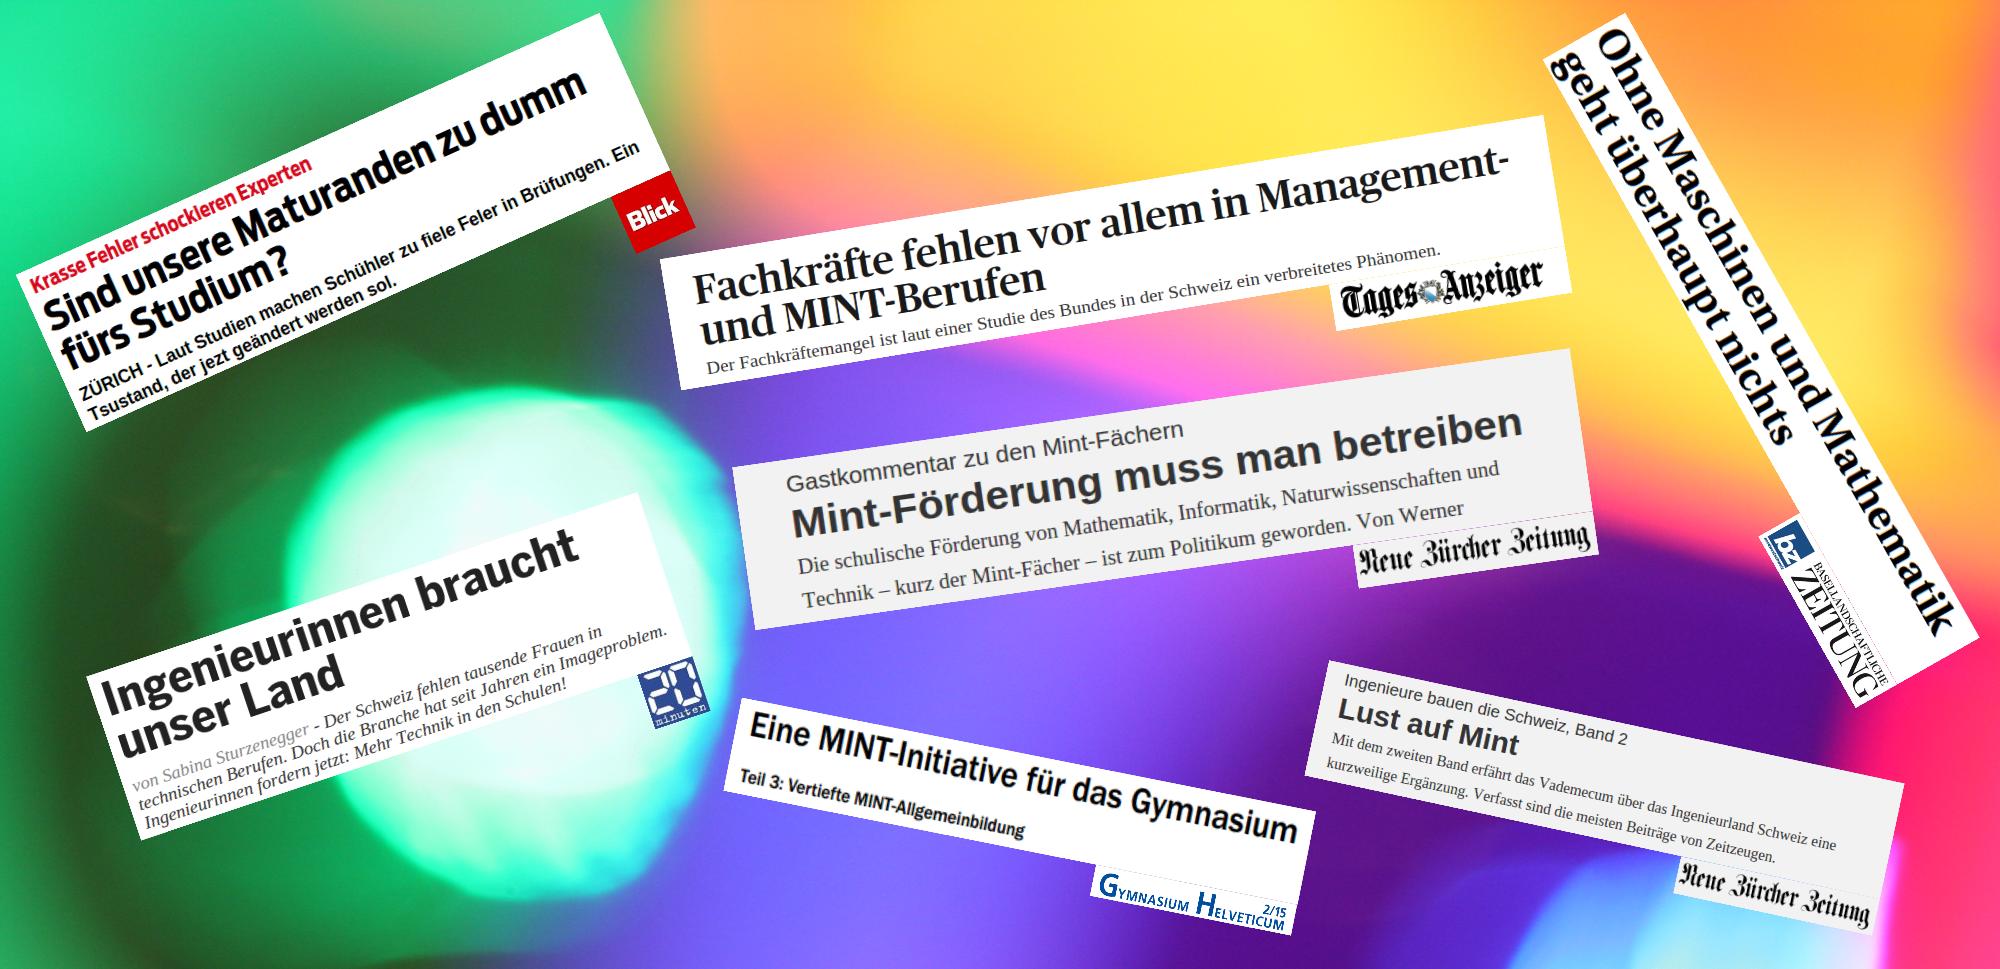 Krasse Fehler schockieren Experten
Sind unsere Maturanden zu dumm
fürs Studium?
ZÜRICH - Laut Studien machen Schühler zu fiele Feler in Brüfungen. Ein
Tsustand, der jezt geändert werden sol.
Blick
Fachkräfte fehlen vor allem in Management-
und MINT-Berufen
Der Fachkräftemangel ist laut einer Studie des Bundes in der Schweiz ein verbreitetes Phänomen.
Tages Anzeiger
Ohne Maschinen und Mathematik
geht überhaupt nichts
bz
BASELLANDSCHAFTLICHE
ZEITUNG
Gastkommentar zu den Mint-Fächern
Mint-Förderung muss man betreiben
Die schulische Förderung von Mathematik, Informatik, Naturwissenschaften und
Technik – kurz der Mint-Fächer – ist zum Politikum geworden. Von Werner
Neue Zürcher Zeitung
Ingenieurinnen braucht
unser Land
von Sabina Sturzenegger - Der Schweiz fehlen tausende Frauen in
technischen Berufen. Doch die Branche hat seit Jahren ein Imageproblem.
Ingenieurinnen fordern jetzt: Mehr Technik in den Schulen!
20
minuten
Eine MINT-Initiative für das Gymnasium
Teil 3: Vertiefte MINT-Allgemeinbildung
GYMNASIUM HELVETICUM
2/15
Ingenieure bauen die Schweiz, Band 2
Lust auf Mint
Mit dem zweiten Band erfährt das Vademecum über das Ingenieurland Schweiz eine
kurzweilige Ergänzung. Verfasst sind die meisten Beiträge von Zeitzeugen.
Neue Zürcher Zeitung